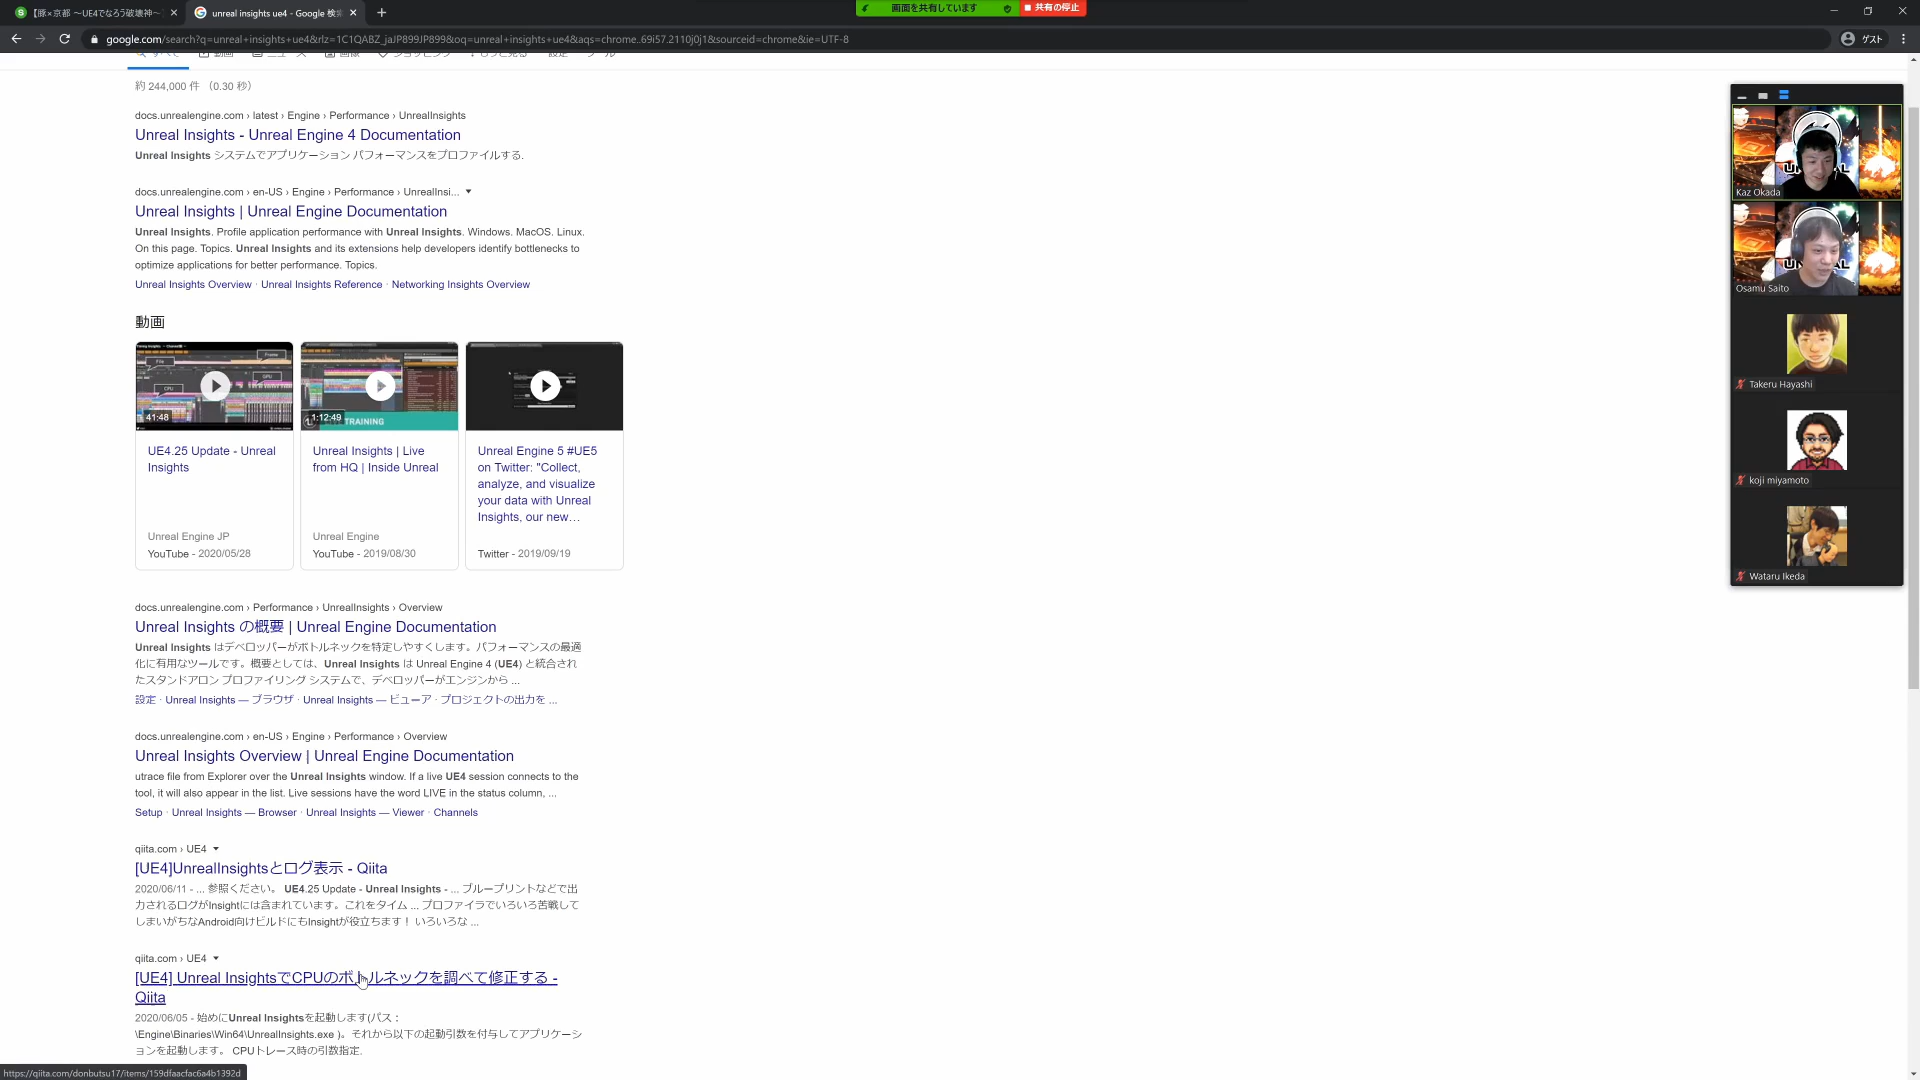 【豚×京都 〜UE4でなろう破壊神〜
unreal insights ue4 - Google 検索
画面を共有しています
共有の停止
google.com/search?q=unreal+insights+ue4&rlz=1C1QABZ_jaJP899JP899&oq=unreal+insights+ue4&aqs=chrome..69i57.2110j0j1&sourceid=chrome&ie=UTF-8
ゲスト
すべて 動画 ニュース 画像 ショッピング もっと見る 設定 ツール
約 244,000 件 （0.30 秒）
docs.unrealengine.com › latest › Engine › Performance › UnrealInsights
Unreal Insights - Unreal Engine 4 Documentation
Unreal Insights システムでアプリケーション パフォーマンスをプロファイルする.
docs.unrealengine.com › en-US › Engine › Performance › UnrealInsi...
Unreal Insights | Unreal Engine Documentation
Unreal Insights. Profile application performance with Unreal Insights. Windows. MacOS. Linux.
On this page. Topics. Unreal Insights and its extensions help developers identify bottlenecks to
optimize applications for better performance. Topics.
Unreal Insights Overview · Unreal Insights Reference · Networking Insights Overview
動画
File
Frame
CPU
GPU
41:48
1:12:49
TRAINING
UE4.25 Update - Unreal
Insights
Unreal Engine JP
YouTube - 2020/05/28
Unreal Insights | Live
from HQ | Inside Unreal
Unreal Engine
YouTube - 2019/08/30
Unreal Engine 5 #UE5
on Twitter: "Collect,
analyze, and visualize
your data with Unreal
Insights, our new…
Twitter - 2019/09/19
docs.unrealengine.com › Performance › UnrealInsights › Overview
Unreal Insights の概要 | Unreal Engine Documentation
Unreal Insights はデベロッパーがボトルネックを特定しやすくします。パフォーマンスの最適
化に有用なツールです。概要としては、Unreal Insights は Unreal Engine 4 (UE4) と統合され
たスタンドアロン プロファイリング システムで、デベロッパーがエンジンから ...
設定 · Unreal Insights — ブラウザ · Unreal Insights — ビューア · プロジェクトの出力を ...
docs.unrealengine.com › en-US › Engine › Performance › Overview
Unreal Insights Overview | Unreal Engine Documentation
utrace file from Explorer over the Unreal Insights window. If a live UE4 session connects to the
tool, it will also appear in the list. Live sessions have the word LIVE in the status column, ...
Setup · Unreal Insights — Browser · Unreal Insights — Viewer · Channels
qiita.com › UE4
[UE4]UnrealInsightsとログ表示 - Qiita
2020/06/11 - ... 参照ください。 UE4.25 Update - Unreal Insights - ... ブループリントなどで出
力されるログがInsightには含まれています。これをタイム ... プロファイラでいろいろ苦戦して
しまいがちなAndroid向けビルドにもInsightが役立ちます！ いろいろな ...
qiita.com › UE4
[UE4] Unreal InsightsでCPUのボトルネックを調べて修正する -
Qiita
2020/06/05 - 始めにUnreal Insightsを起動します(パス：
\Engine\Binaries\Win64\UnrealInsights.exe )。それから以下の起動引数を付与してアプリケーシ
ョンを起動します。 CPUトレース時の引数指定.
https://qiita.com/donbutsu17/items/159dfaacfac6a4b1392d
Kaz Okada
Osamu Saito
Takeru Hayashi
koji miyamoto
Wataru Ikeda